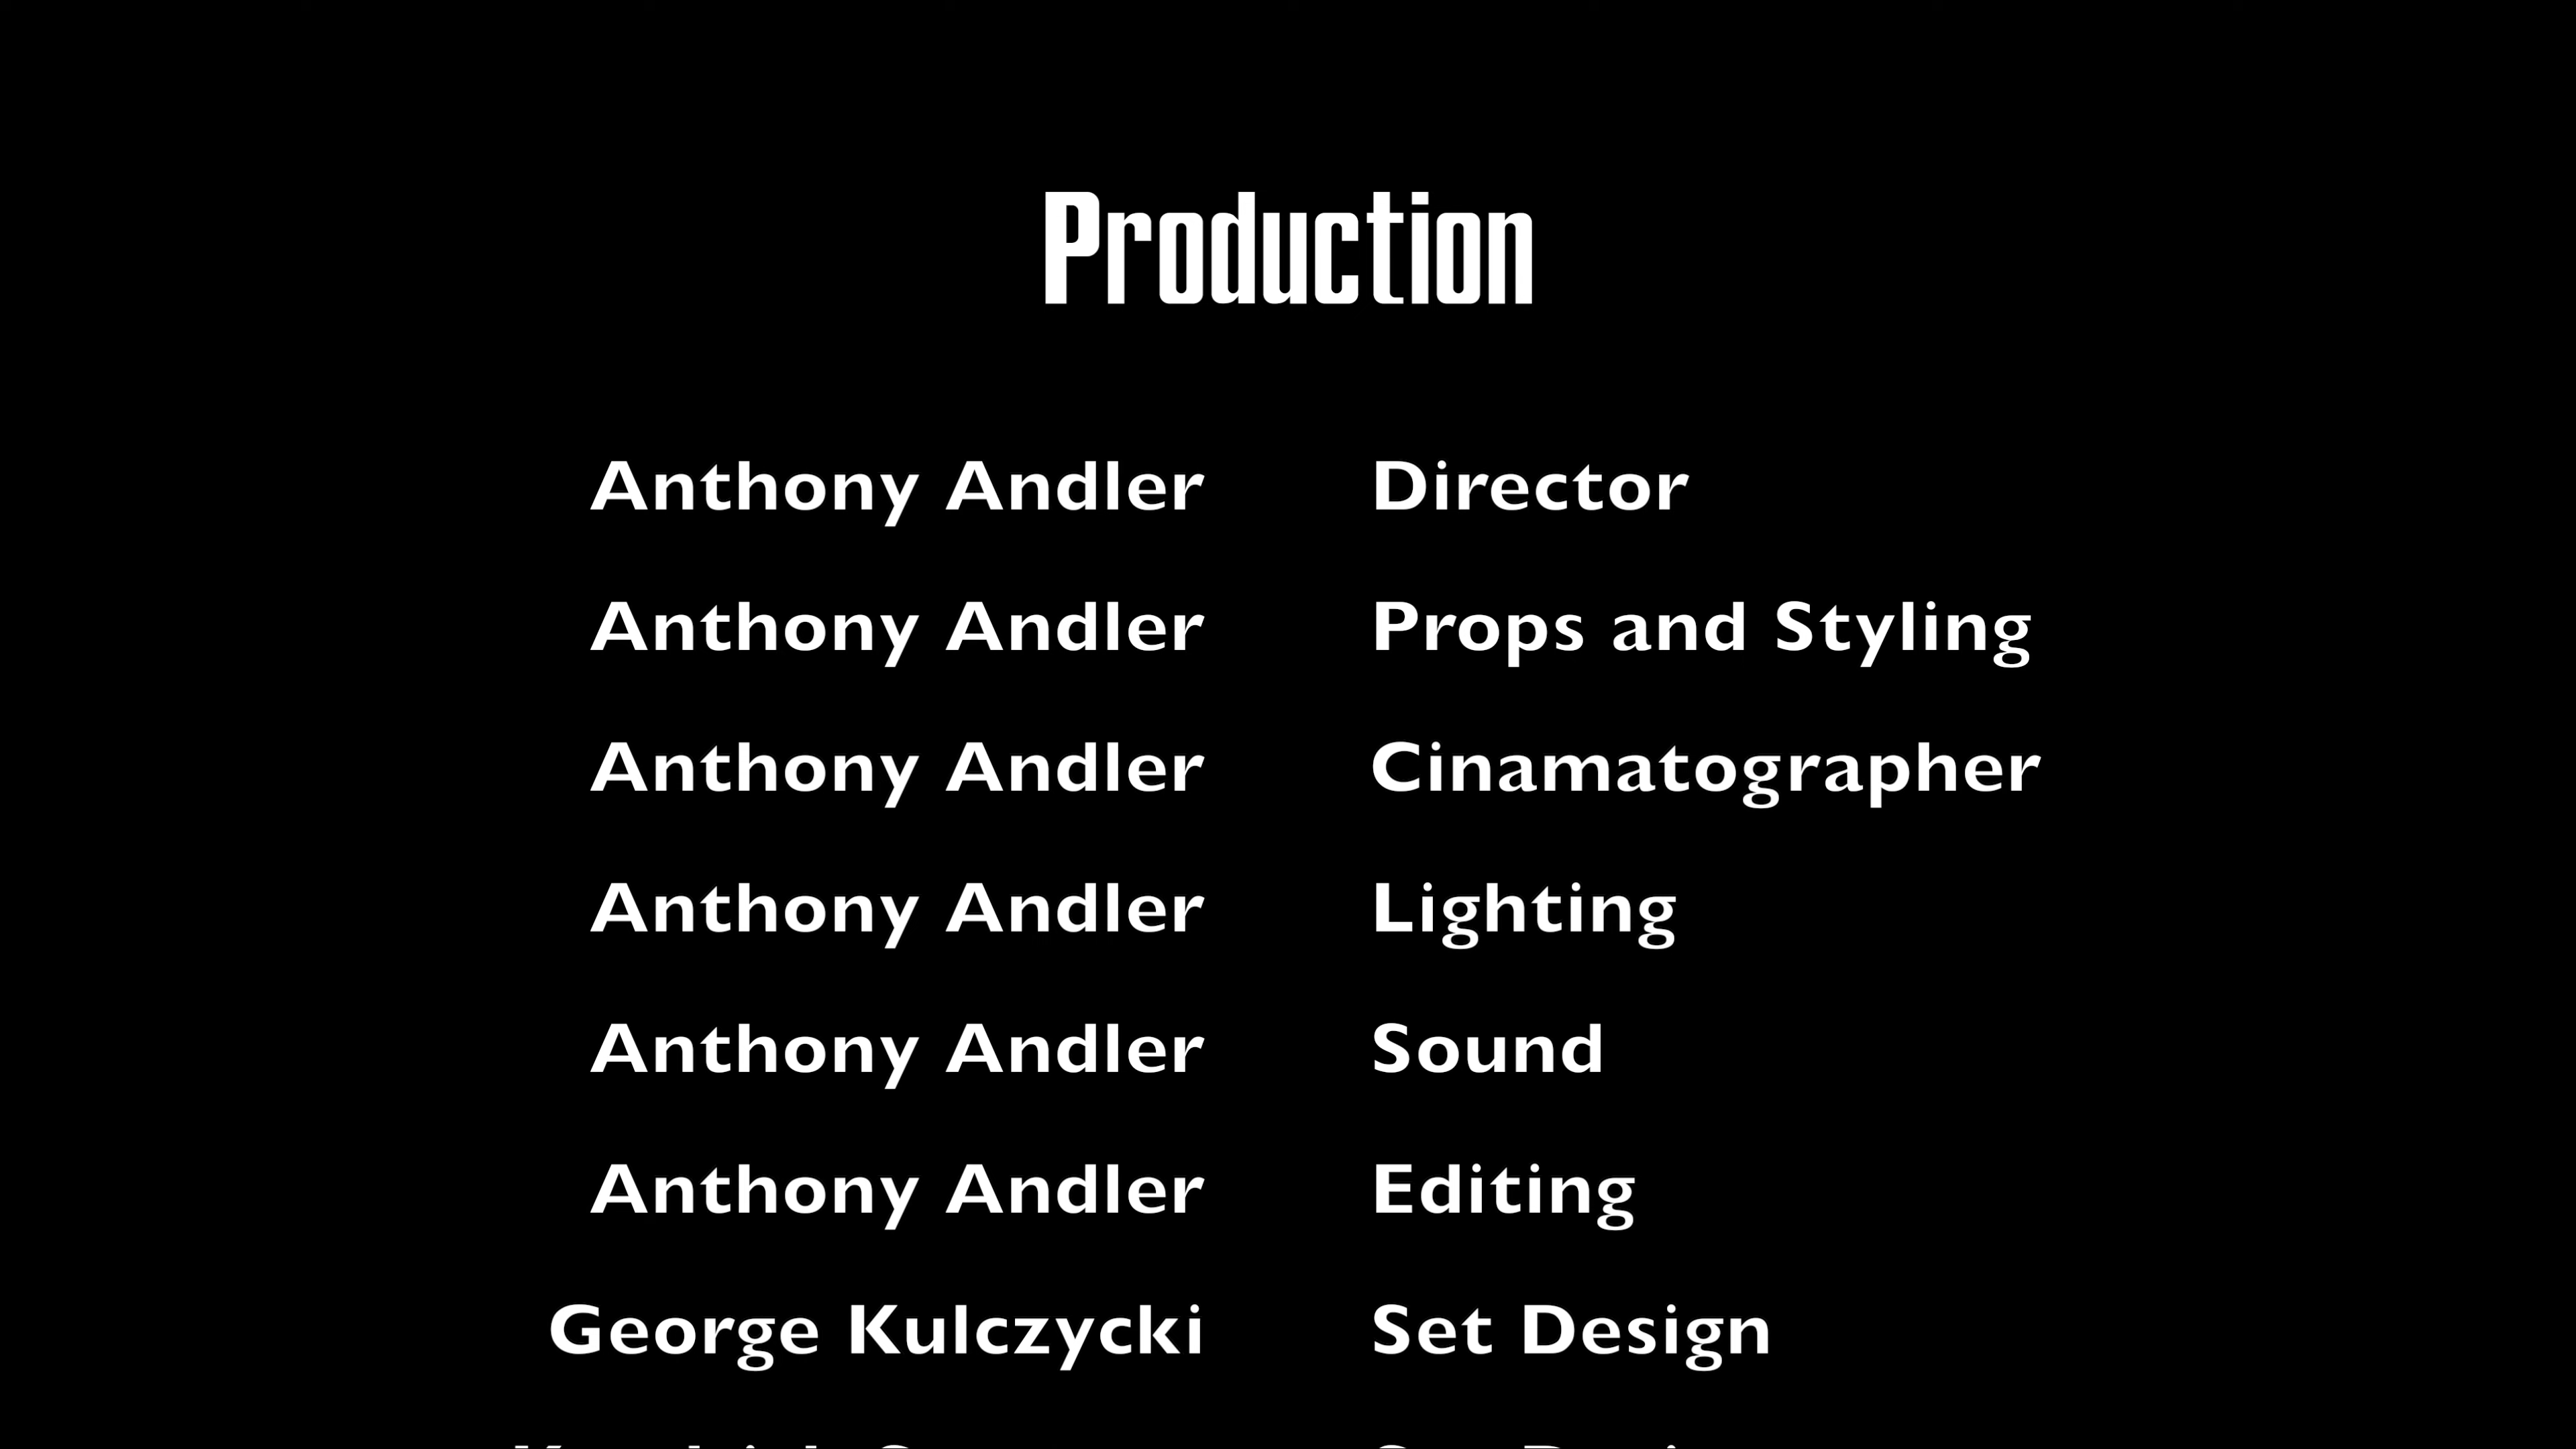 Production
Anthony Andler Director
Anthony Andler Props and Styling
Anthony Andler Cinamatographer
Anthony Andler Lighting
Anthony Andler Sound
Anthony Andler Editing
George Kulczycki Set Design